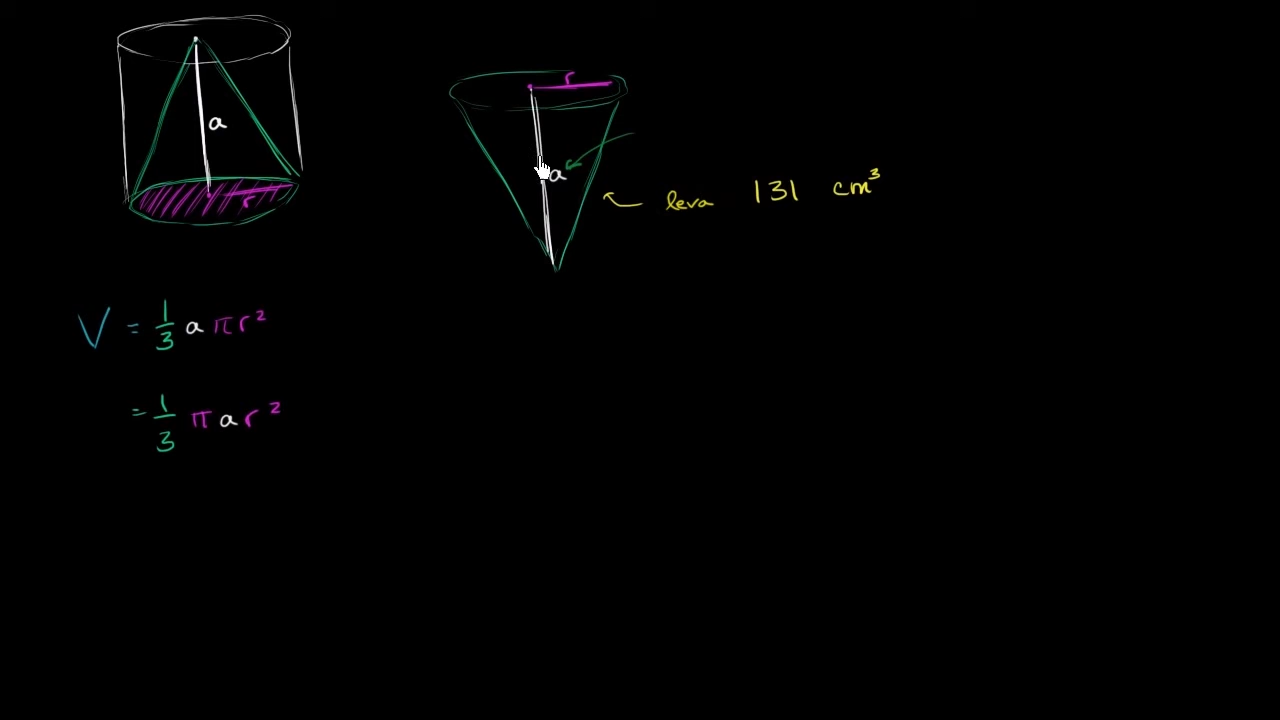 a
r
r
a
leva 131 cm³
V = 1/3 a π r²
= 1/3 π a r²